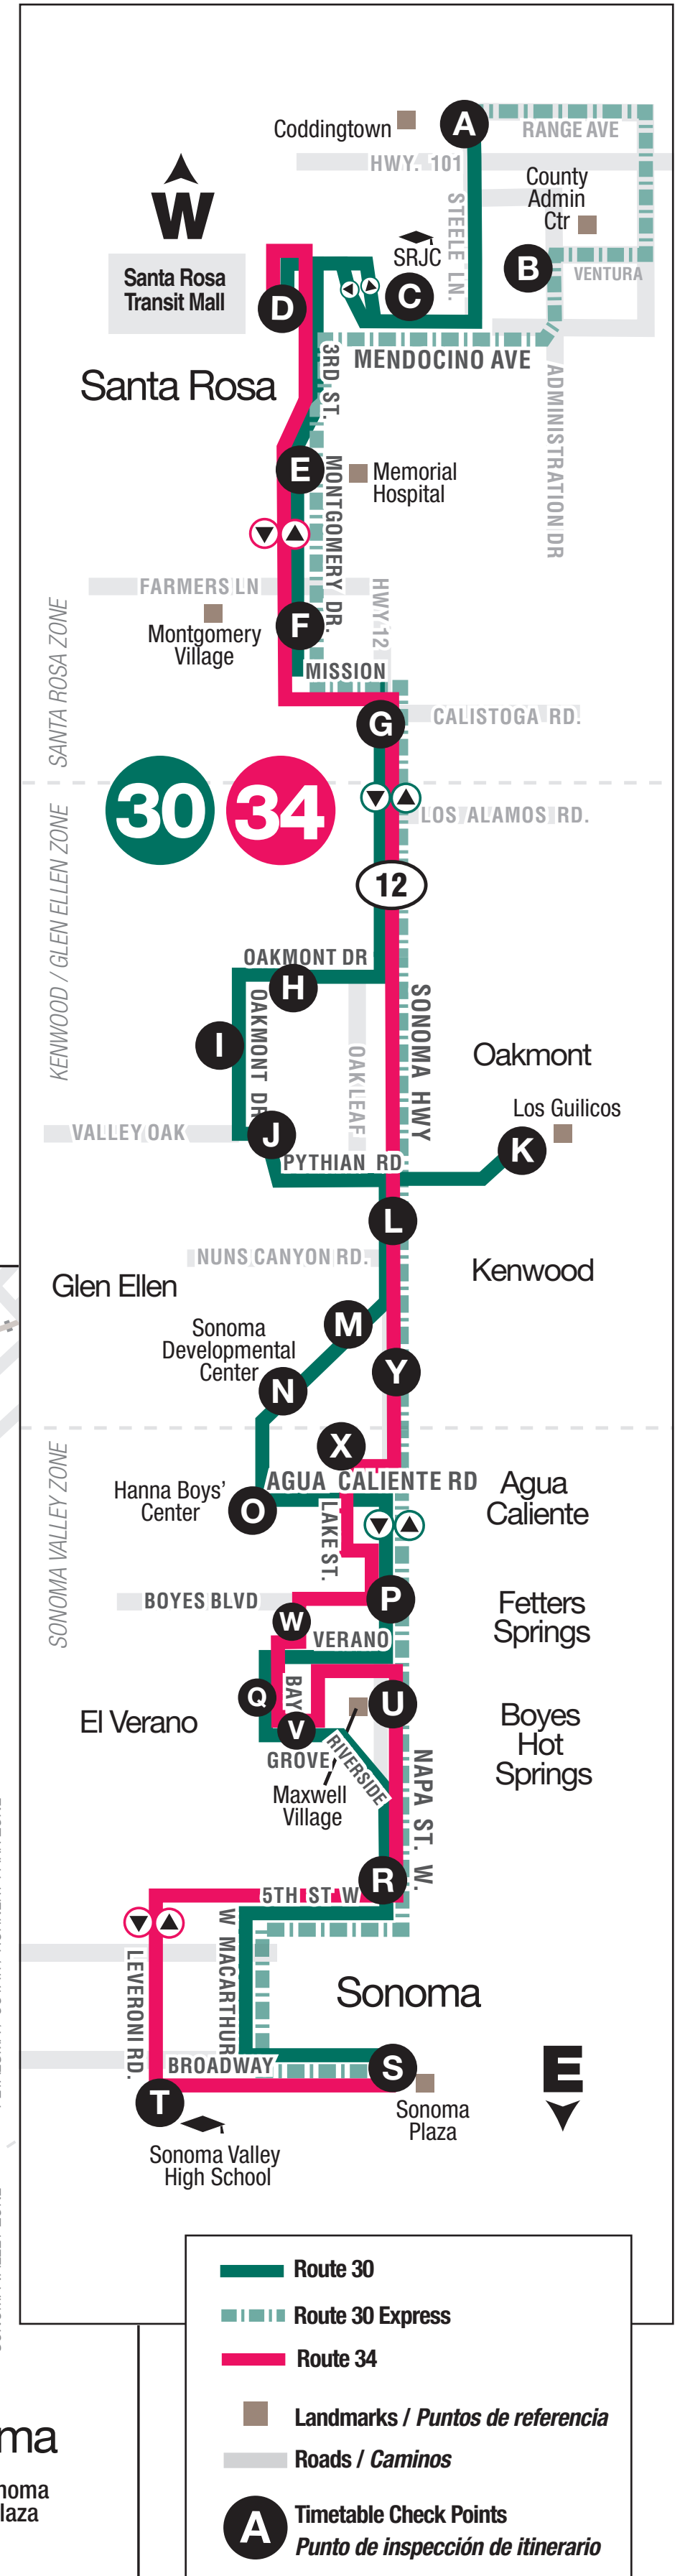 Coddingtown
A
RANGE AVE
HWY. 101
County
Admin
Ctr
W
STEELE LN.
SRJC
B
VENTURA
Santa Rosa
Transit Mall
C
D
3RD ST.
MENDOCINO AVE
Santa Rosa
ADMINISTRATION DR
E
Memorial
Hospital
MONTGOMERY DR.
FARMERS LN
HWY 12
SANTA ROSA ZONE
Montgomery
Village
F
MISSION
G
CALISTOGA RD.
30
34
LOS ALAMOS RD.
KENWOOD / GLEN ELLEN ZONE
12
OAKMONT DR
H
OAKMONT DR
SONOMA HWY
I
OAK LEAF
Oakmont
Los Guilicos
VALLEY OAK
J
K
PYTHIAN RD
L
NUNS CANYON RD.
Glen Ellen
Kenwood
Sonoma
Developmental
Center
M
Y
N
SONOMA VALLEY ZONE
X
AGUA CALIENTE RD
Agua
Caliente
Hanna Boys'
Center
O
LAKE ST.
BOYES BLVD
P
Fetters
Springs
W
VERANO
Q
BAY
U
El Verano
V
Boyes
Hot
Springs
GROVE
RIVERSIDE
NAPA ST. W.
Maxwell
Village
R
5TH ST W
W MACARTHUR
LEVERONI RD.
Sonoma
BROADWAY
S
E
T
Sonoma
Plaza
Sonoma Valley
High School
Route 30
Route 30 Express
Route 34
Landmarks / Puntos de referencia
Roads / Caminos
A
Timetable Check Points
Punto de inspección de itinerario
ma
noma
laza